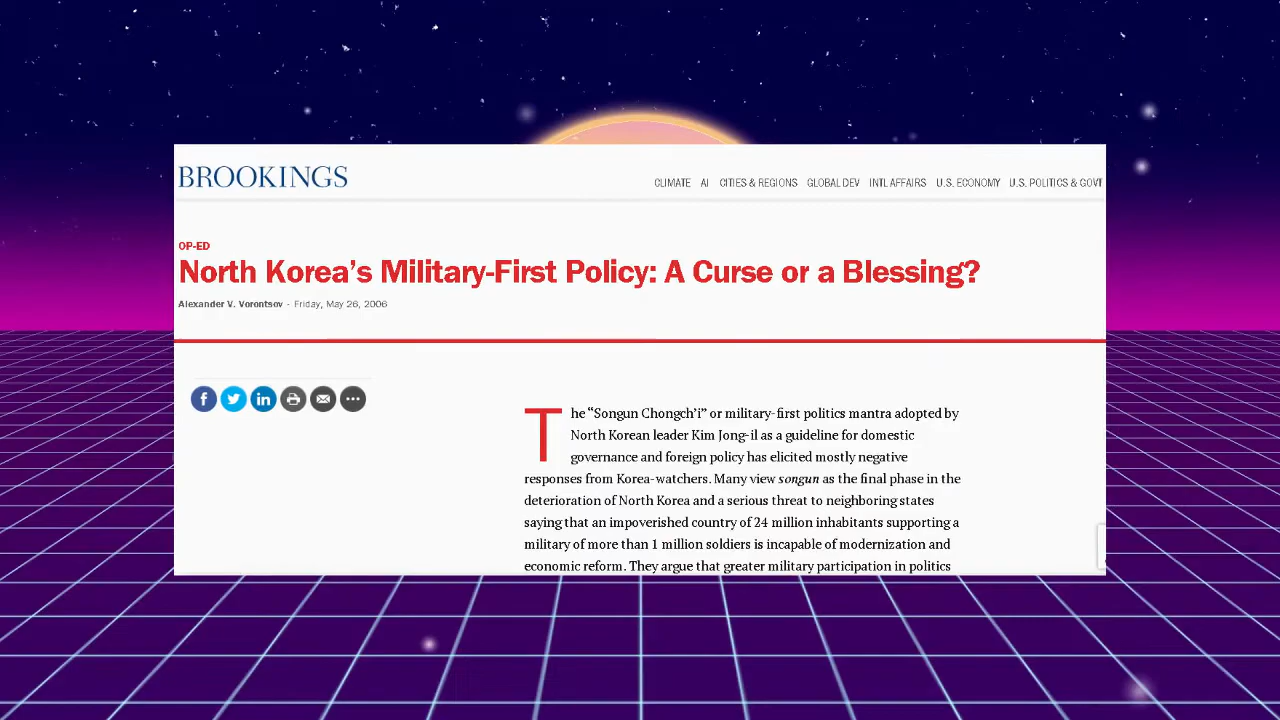 BROOKINGS
CLIMATE AI CITIES & REGIONS GLOBAL DEV INTL AFFAIRS U.S. ECONOMY U.S. POLITICS & GOVT
OP-ED
North Korea's Military-First Policy: A Curse or a Blessing?
Alexander V. Vorontsov - Friday, May 26, 2006
The “Songun Chongch’i” or military-first politics mantra adopted by
North Korean leader Kim Jong-il as a guideline for domestic
governance and foreign policy has elicited mostly negative
responses from Korea-watchers. Many view songun as the final phase in the
deterioration of North Korea and a serious threat to neighboring states
saying that an impoverished country of 24 million inhabitants supporting a
military of more than 1 million soldiers is incapable of modernization and
economic reform. They argue that greater military participation in politics